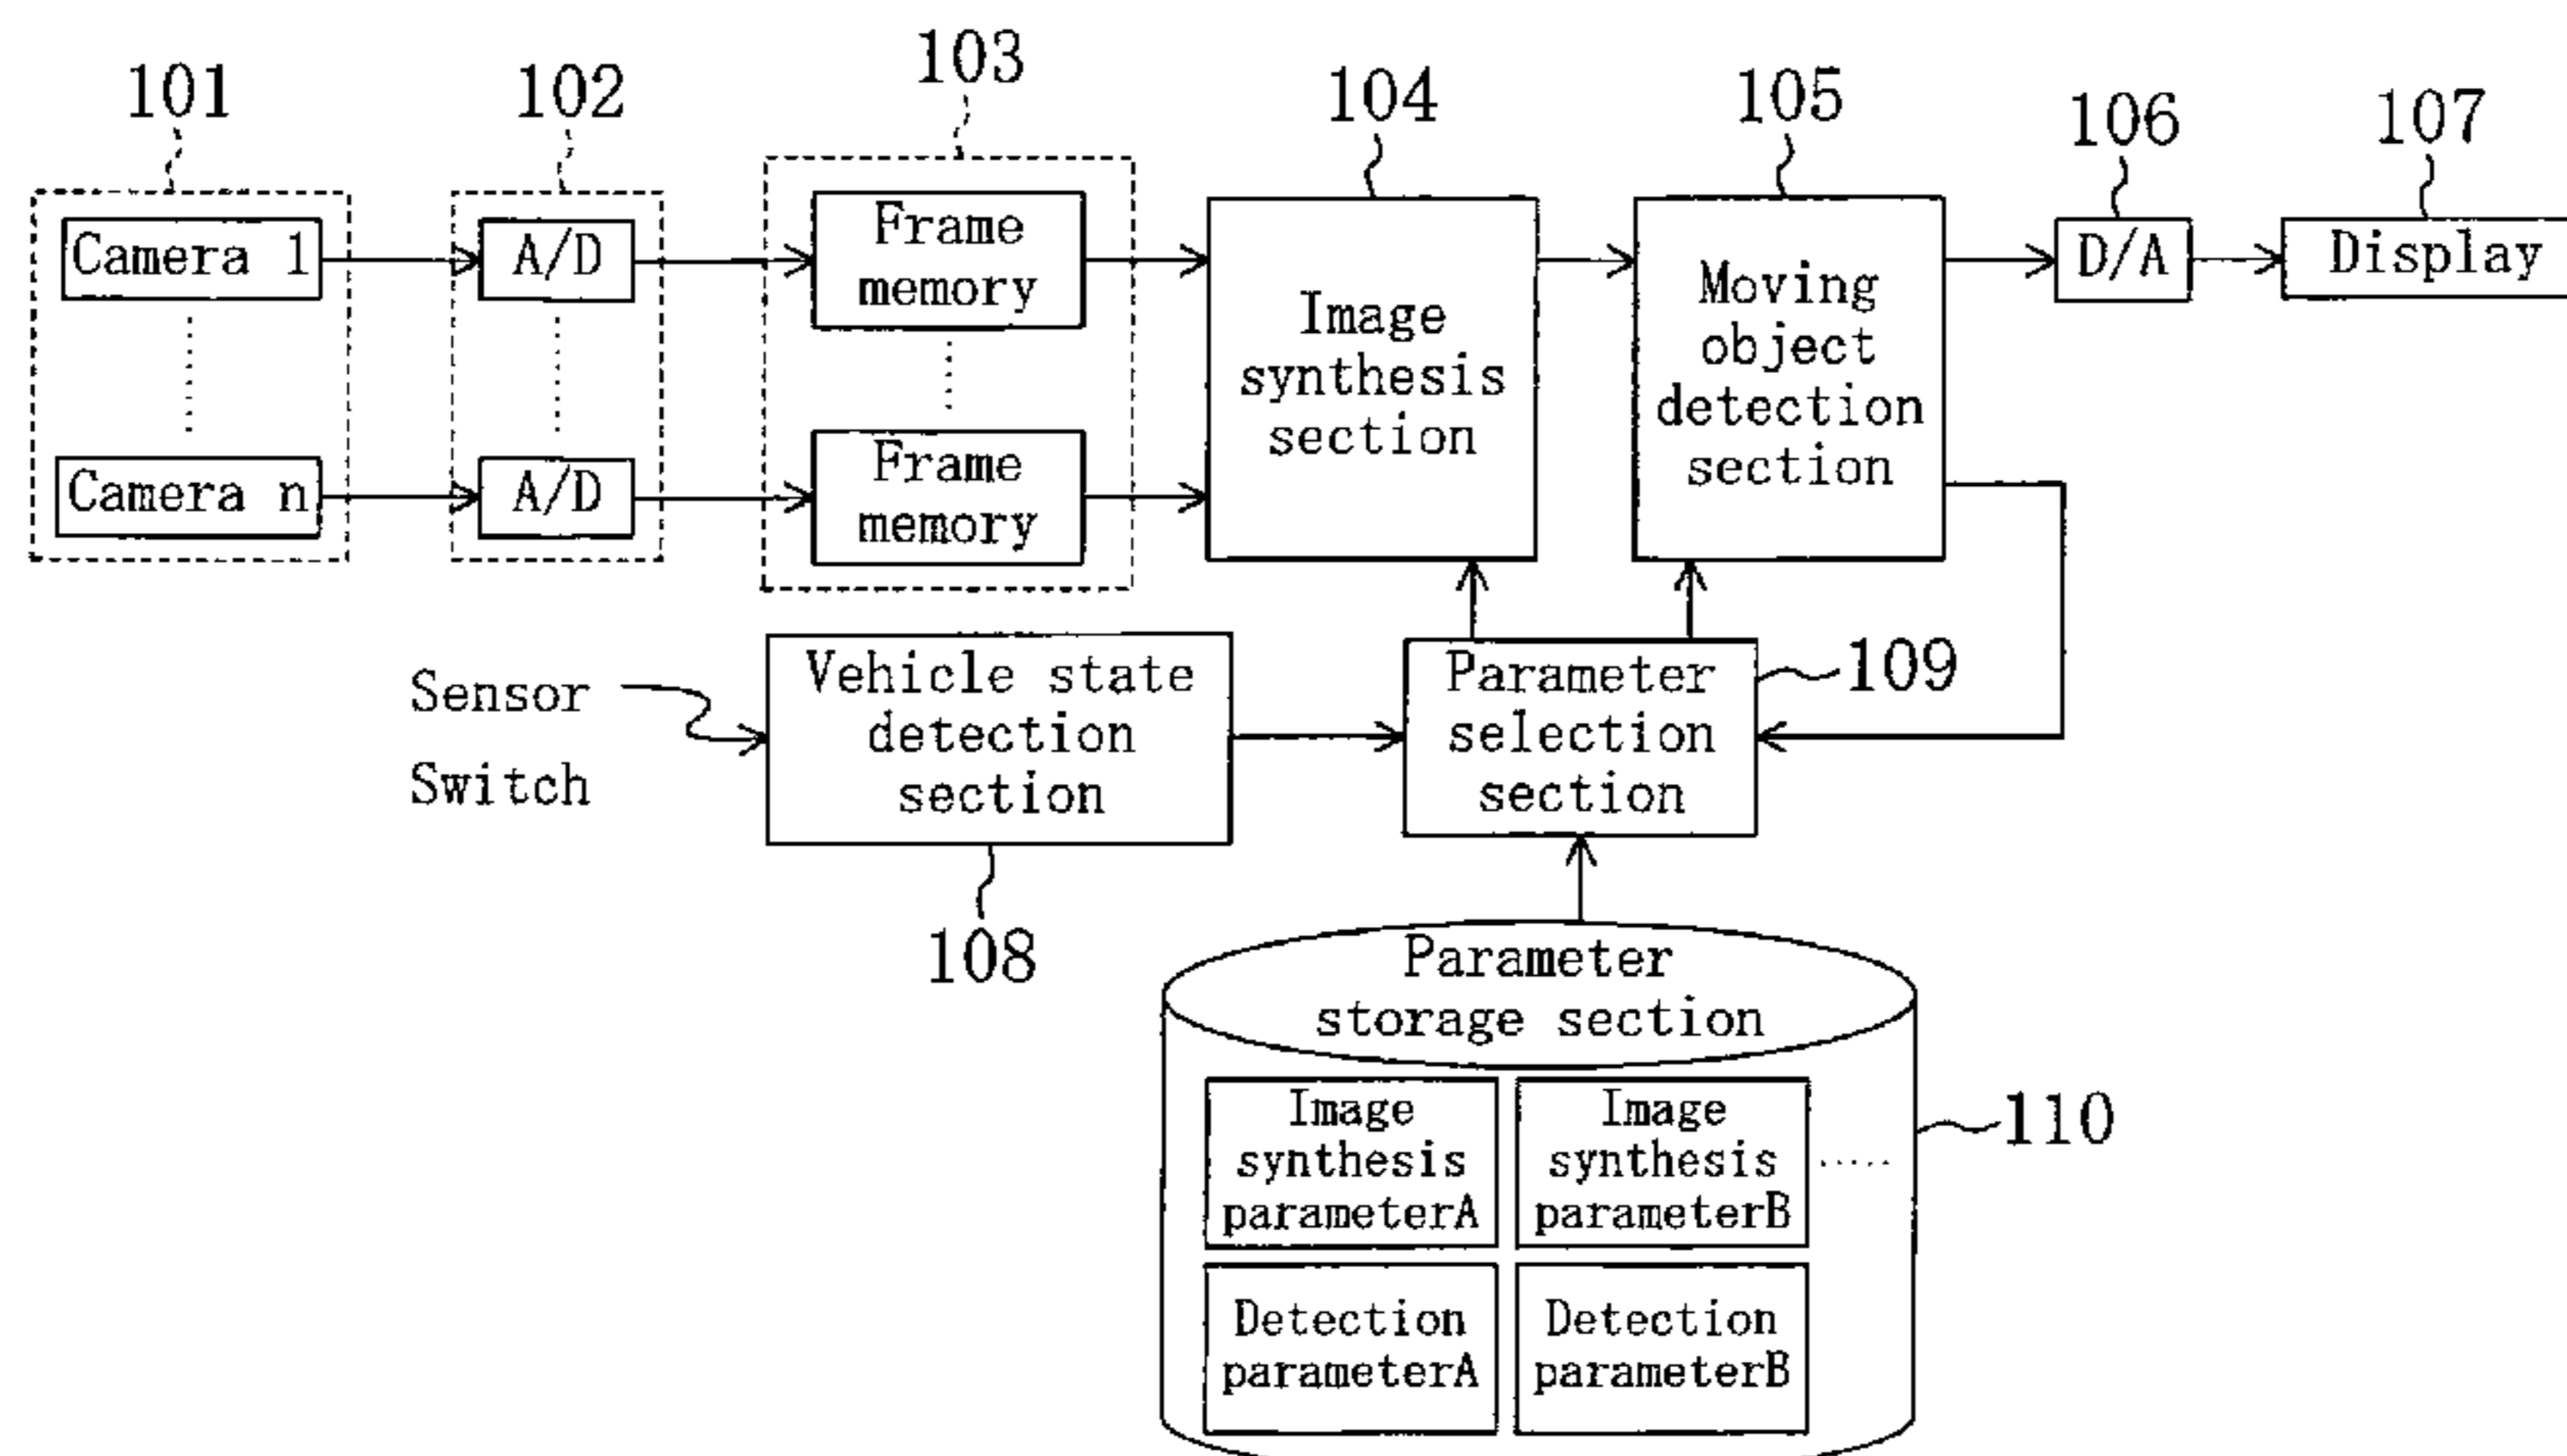 101
102
103
104
105
106
107
Camera 1
A/D
Frame
memory
Image
synthesis
section
Moving
object
detection
section
D/A
Display
Camera n
A/D
Frame
memory
Sensor
Switch
Vehicle state
detection
section
108
Parameter
selection
section
109
Parameter
storage section
Image
synthesis
parameterA
Image
synthesis
parameterB
.....
110
Detection
parameterA
Detection
parameterB